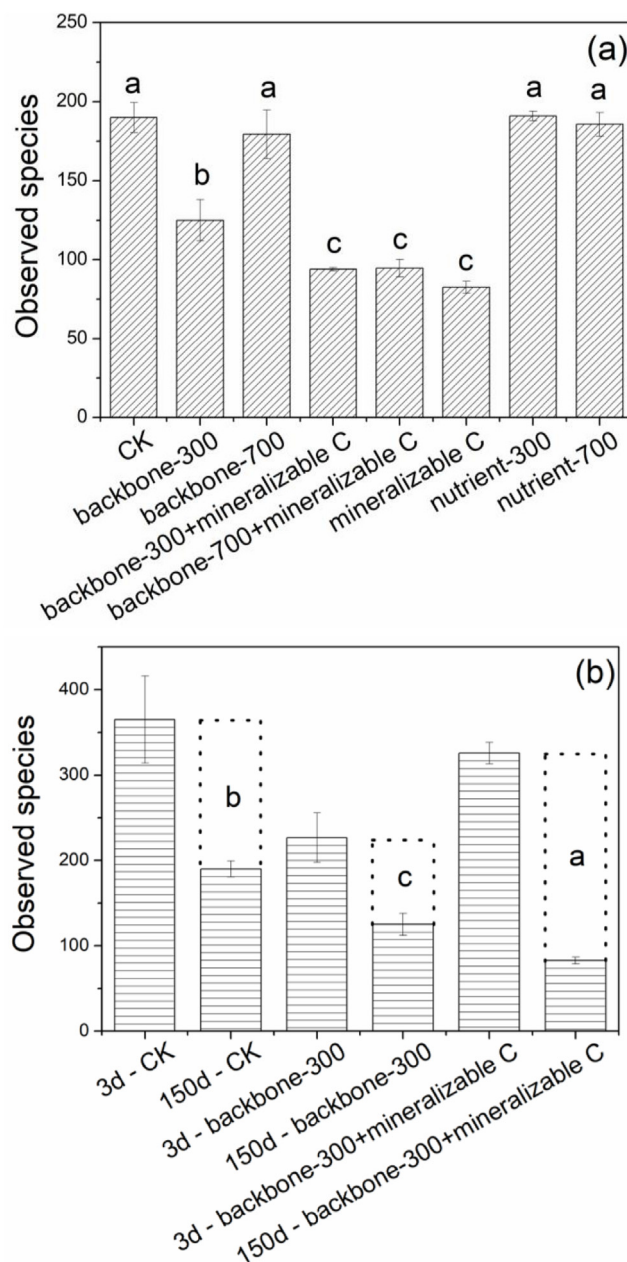 (a)
250
200
150
100
50
0
Observed species
a
b
a
c
c
c
a
a
CK
backbone-300
backbone-700
backbone-300+mineralizable C
backbone-700+mineralizable C
mineralizable C
nutrient-300
nutrient-700
(b)
400
300
200
100
0
Observed species
b
c
a
3d - CK
150d - CK
3d - backbone-300
150d - backbone-300
3d - backbone-300+mineralizable C
150d - backbone-300+mineralizable C